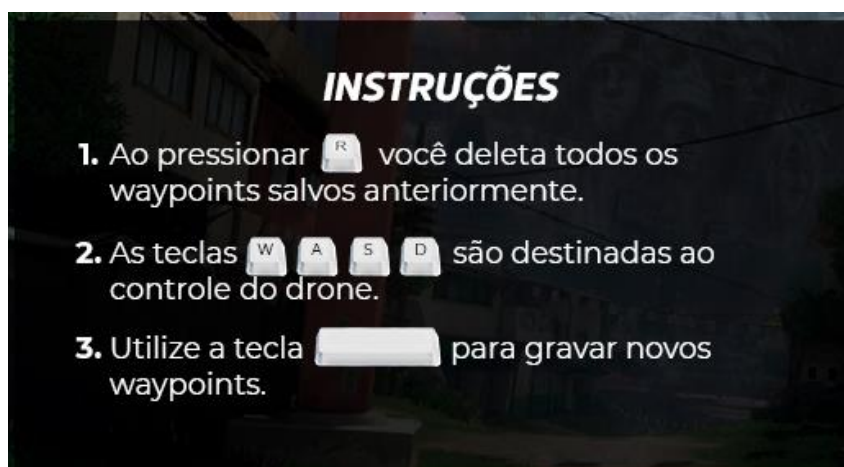 INSTRUÇÕES
1. Ao pressionar R você deleta todos os
waypoints salvos anteriormente.
2. As teclas W A S D são destinadas ao
controle do drone.
3. Utilize a tecla para gravar novos
waypoints.